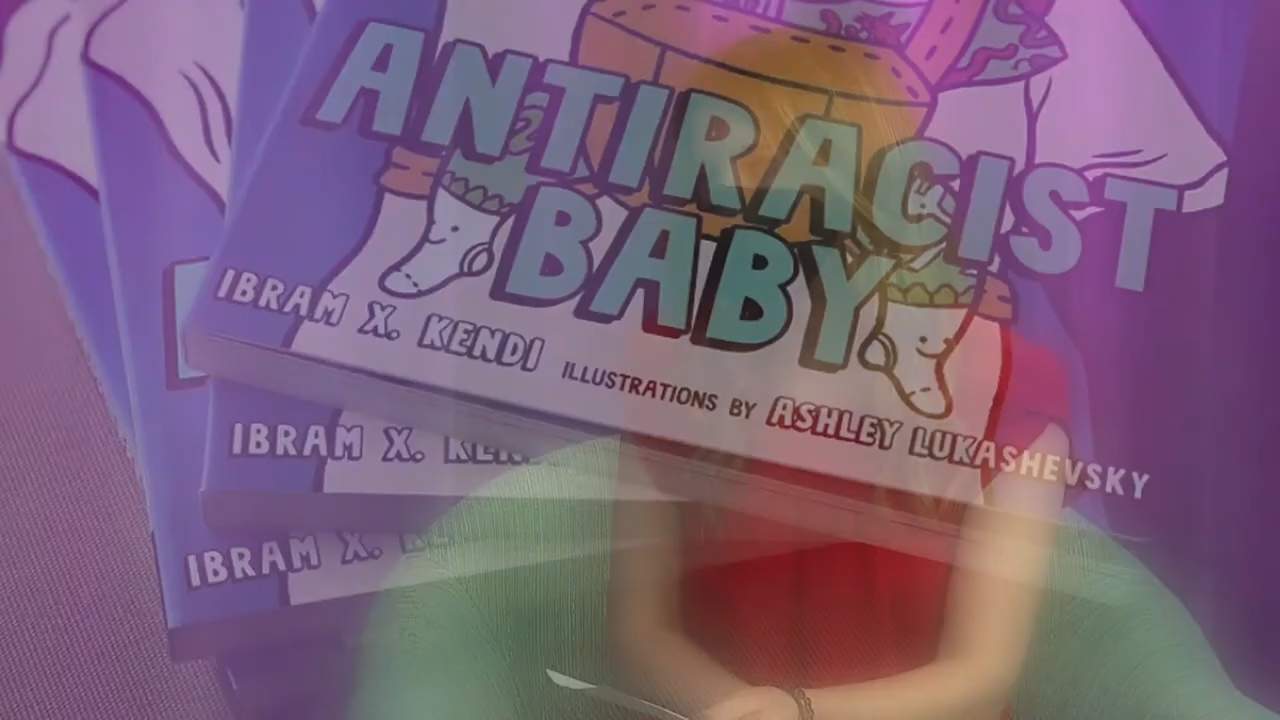 ANTIRACIST
BABY
IBRAM X. KENDI ILLUSTRATIONS BY ASHLEY LUKASHEVSKY
IBRAM X.
IBRAM X.